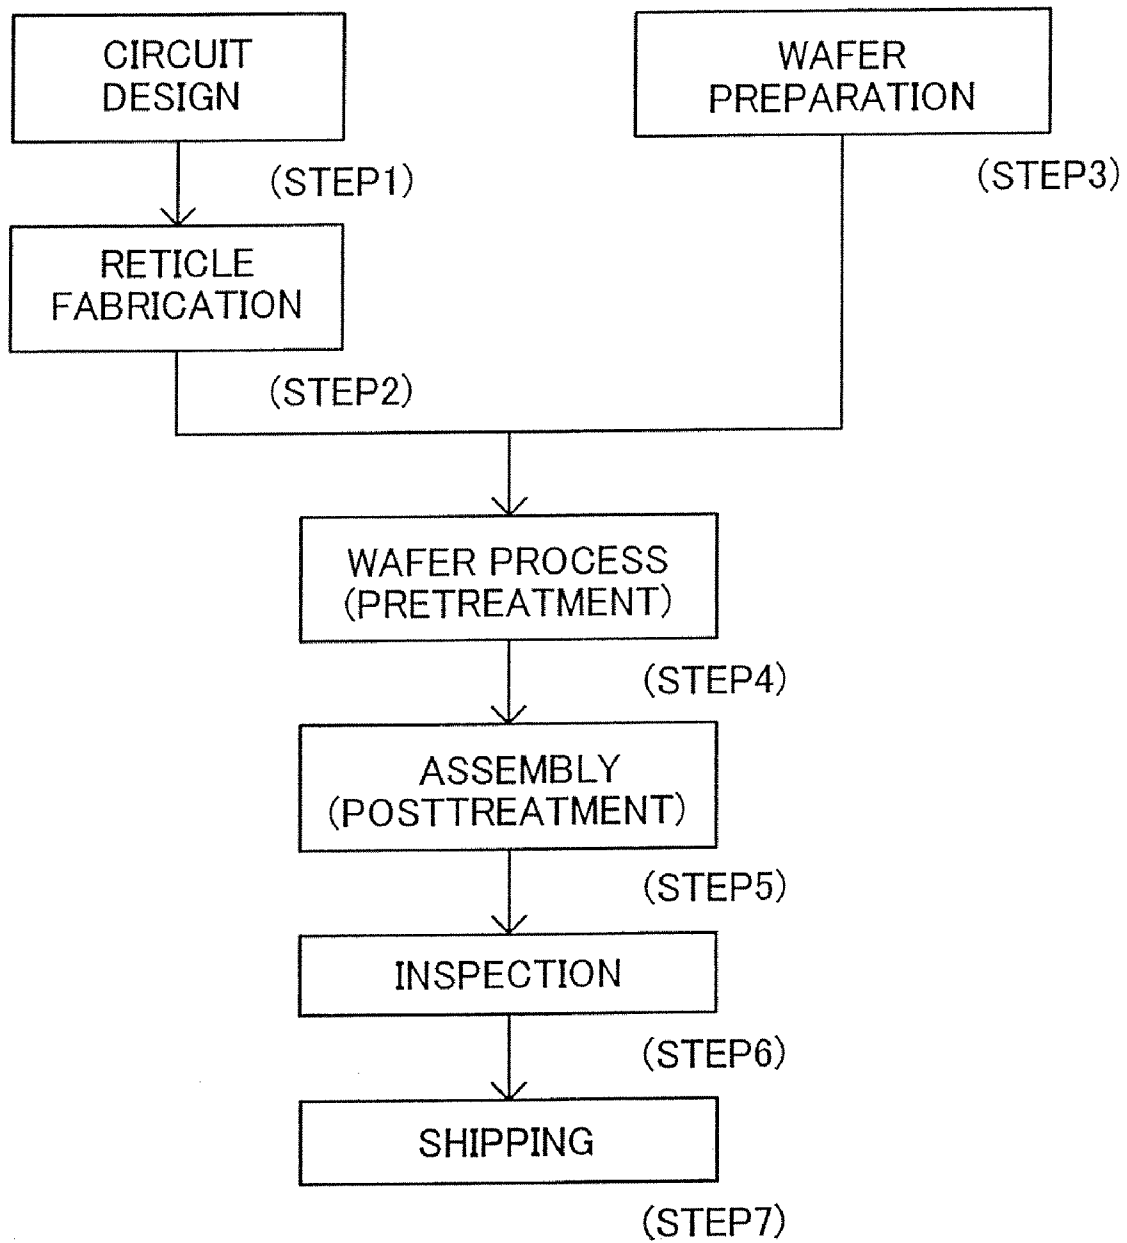 CIRCUIT
DESIGN
(STEP1)
RETICLE
FABRICATION
(STEP2)
WAFER
PREPARATION
(STEP3)
WAFER PROCESS
(PRETREATMENT)
(STEP4)
ASSEMBLY
(POSTTREATMENT)
(STEP5)
INSPECTION
(STEP6)
SHIPPING
(STEP7)